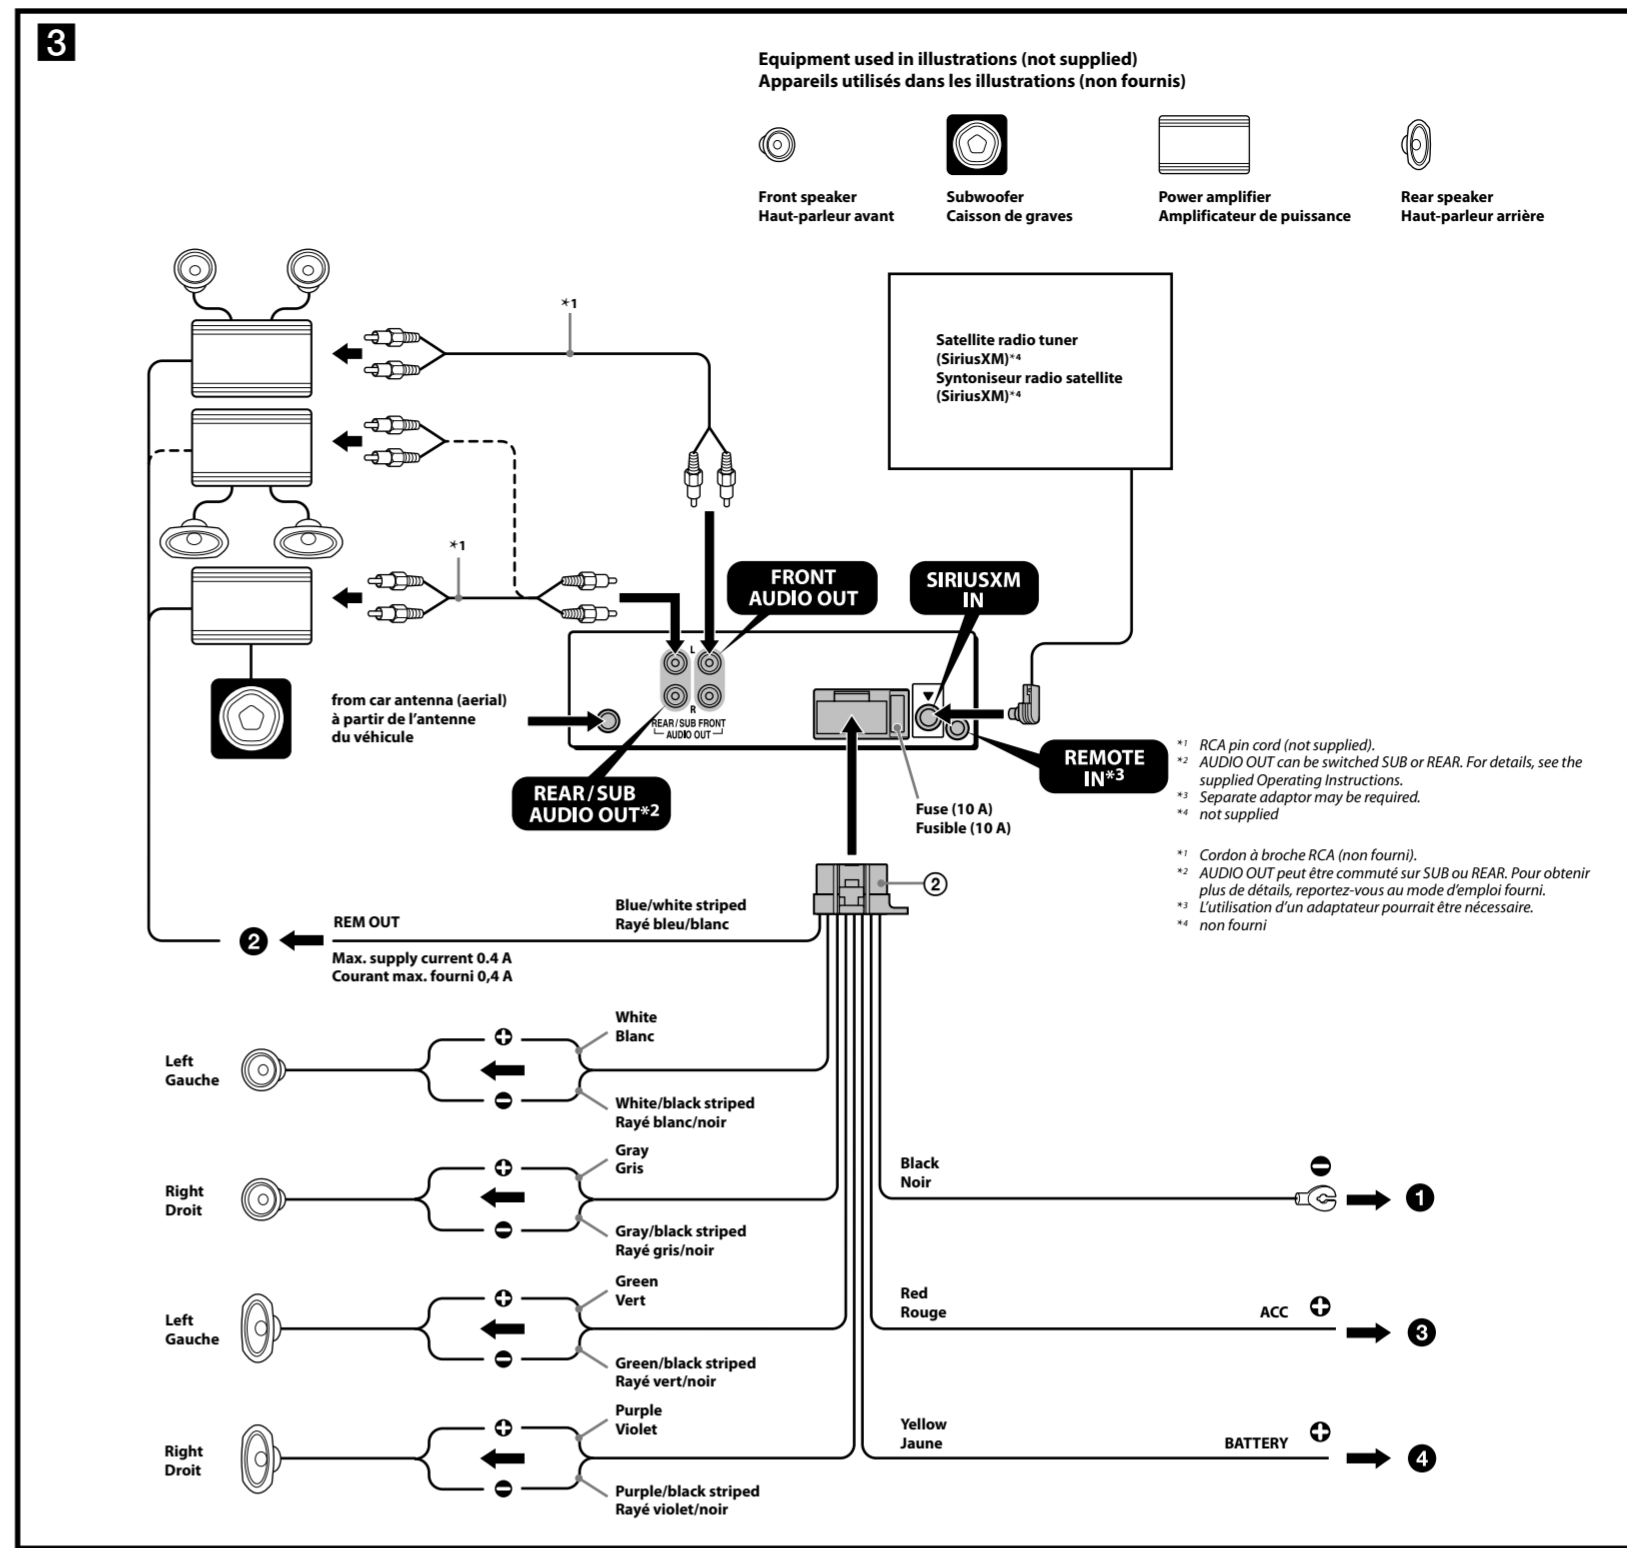 3
Equipment used in illustrations (not supplied)
Appareils utilisés dans les illustrations (non fournis)
Front speaker
Haut-parleur avant
Subwoofer
Caisson de graves
Power amplifier
Amplificateur de puissance
Rear speaker
Haut-parleur arrière
*1
Satellite radio tuner
(SiriusXM)*4
Syntoniseur radio satellite
(SiriusXM)*4
*1
FRONT
AUDIO OUT
SIRIUSXM
IN
from car antenna (aerial)
à partir de l'antenne
du véhicule
L
R
REAR/SUB FRONT
AUDIO OUT
REAR/SUB
AUDIO OUT*2
REMOTE
IN*3
Fuse (10 A)
Fusible (10 A)
*1 RCA pin cord (not supplied).
*2 AUDIO OUT can be switched SUB or REAR. For details, see the
supplied Operating Instructions.
*3 Separate adaptor may be required.
*4 not supplied
*1 Cordon à broche RCA (non fourni).
*2 AUDIO OUT peut être commuté sur SUB ou REAR. Pour obtenir
plus de détails, reportez-vous au mode d'emploi fourni.
*3 L'utilisation d'un adaptateur pourrait être nécessaire.
*4 non fourni
②
Blue/white striped
Rayé bleu/blanc
❷
REM OUT
Max. supply current 0.4 A
Courant max. fourni 0,4 A
White
Blanc
Left
Gauche
White/black striped
Rayé blanc/noir
Gray
Gris
Right
Droit
Gray/black striped
Rayé gris/noir
Black
Noir
❶
Green
Vert
Left
Gauche
Green/black striped
Rayé vert/noir
Red
Rouge
ACC
❸
Purple
Violet
Right
Droit
Purple/black striped
Rayé violet/noir
Yellow
Jaune
BATTERY
❹